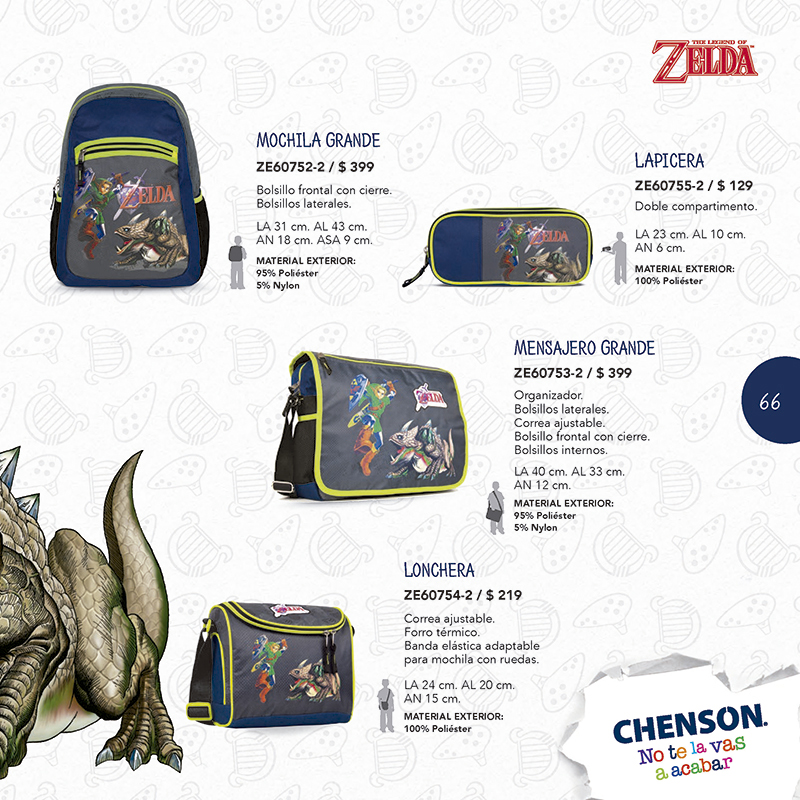 THE LEGEND OF
ZELDA
MOCHILA GRANDE
ZE60752-2 / $ 399
Bolsillo frontal con cierre.
Bolsillos laterales.
LA 31 cm. AL 43 cm.
AN 18 cm. ASA 9 cm.
MATERIAL EXTERIOR:
95% Poliéster
5% Nylon
ZELDA
LAPICERA
ZE60755-2 / $ 129
Doble compartimento.
LA 23 cm. AL 10 cm.
AN 6 cm.
MATERIAL EXTERIOR:
100% Poliéster
ZELDA
MENSAJERO GRANDE
ZE60753-2 / $ 399
Organizador.
Bolsillos laterales.
Correa ajustable.
Bolsillo frontal con cierre.
Bolsillos internos.
LA 40 cm. AL 33 cm.
AN 12 cm.
MATERIAL EXTERIOR:
95% Poliéster
5% Nylon
ZELDA
66
LONCHERA
ZE60754-2 / $ 219
Correa ajustable.
Forro térmico.
Banda elástica adaptable
para mochila con ruedas.
LA 24 cm. AL 20 cm.
AN 15 cm.
MATERIAL EXTERIOR:
100% Poliéster
ZELDA
CHENSON.
No te la vas
a acabar